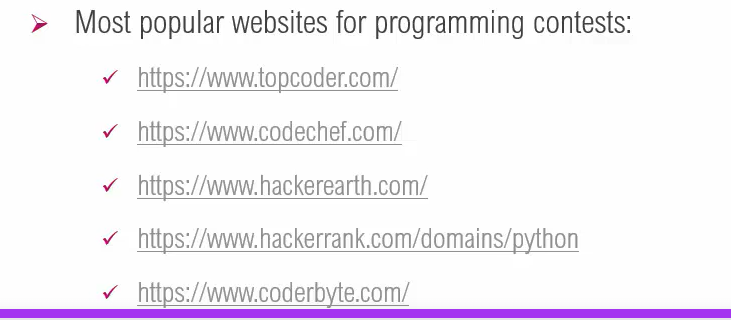 Most popular websites for programming contests:
https://www.topcoder.com/
https://www.codechef.com/
https://www.hackerearth.com/
https://www.hackerrank.com/domains/python
https://www.coderbyte.com/